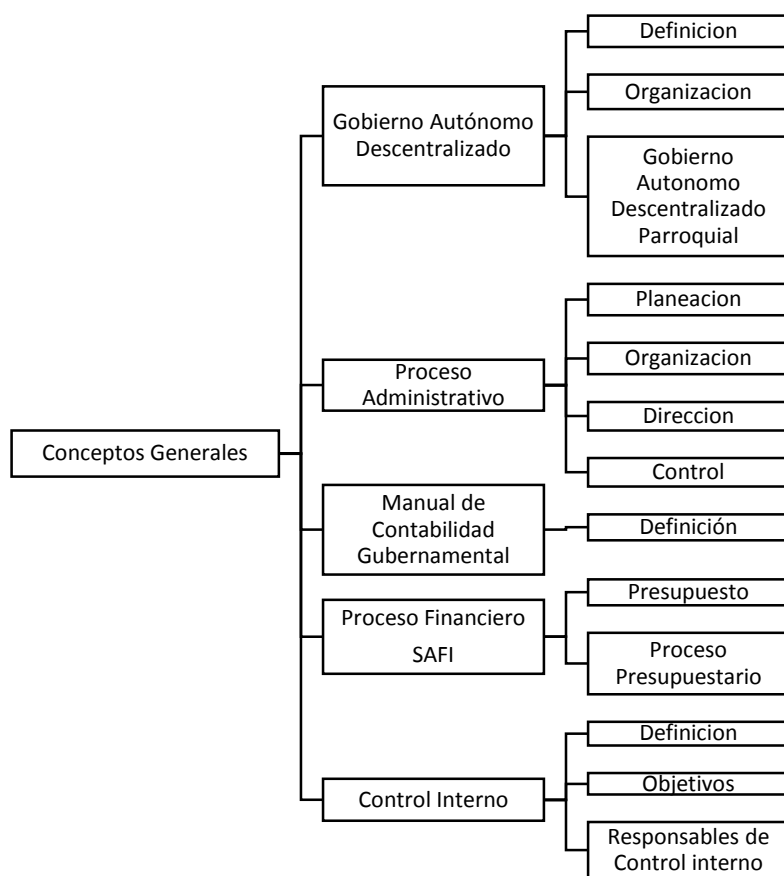 Conceptos Generales
Gobierno Autónomo
Descentralizado
Definicion
Organizacion
Gobierno
Autonomo
Descentralizado
Parroquial
Proceso
Administrativo
Planeacion
Organizacion
Direccion
Control
Manual de
Contabilidad
Gubernamental
Definición
Proceso Financiero
SAFI
Presupuesto
Proceso
Presupuestario
Control Interno
Definicion
Objetivos
Responsables de
Control interno